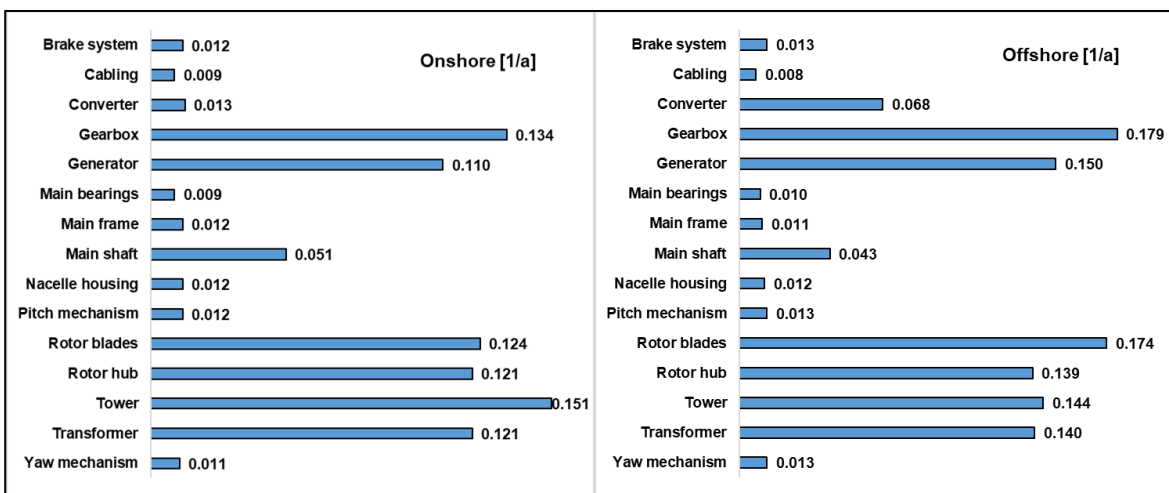 Onshore [1/a]
Brake system 0.012
Cabling 0.009
Converter 0.013
Gearbox 0.134
Generator 0.110
Main bearings 0.009
Main frame 0.012
Main shaft 0.051
Nacelle housing 0.012
Pitch mechanism 0.012
Rotor blades 0.124
Rotor hub 0.121
Tower 0.151
Transformer 0.121
Yaw mechanism 0.011
Offshore [1/a]
Brake system 0.013
Cabling 0.008
Converter 0.068
Gearbox 0.179
Generator 0.150
Main bearings 0.010
Main frame 0.011
Main shaft 0.043
Nacelle housing 0.012
Pitch mechanism 0.013
Rotor blades 0.174
Rotor hub 0.139
Tower 0.144
Transformer 0.140
Yaw mechanism 0.013